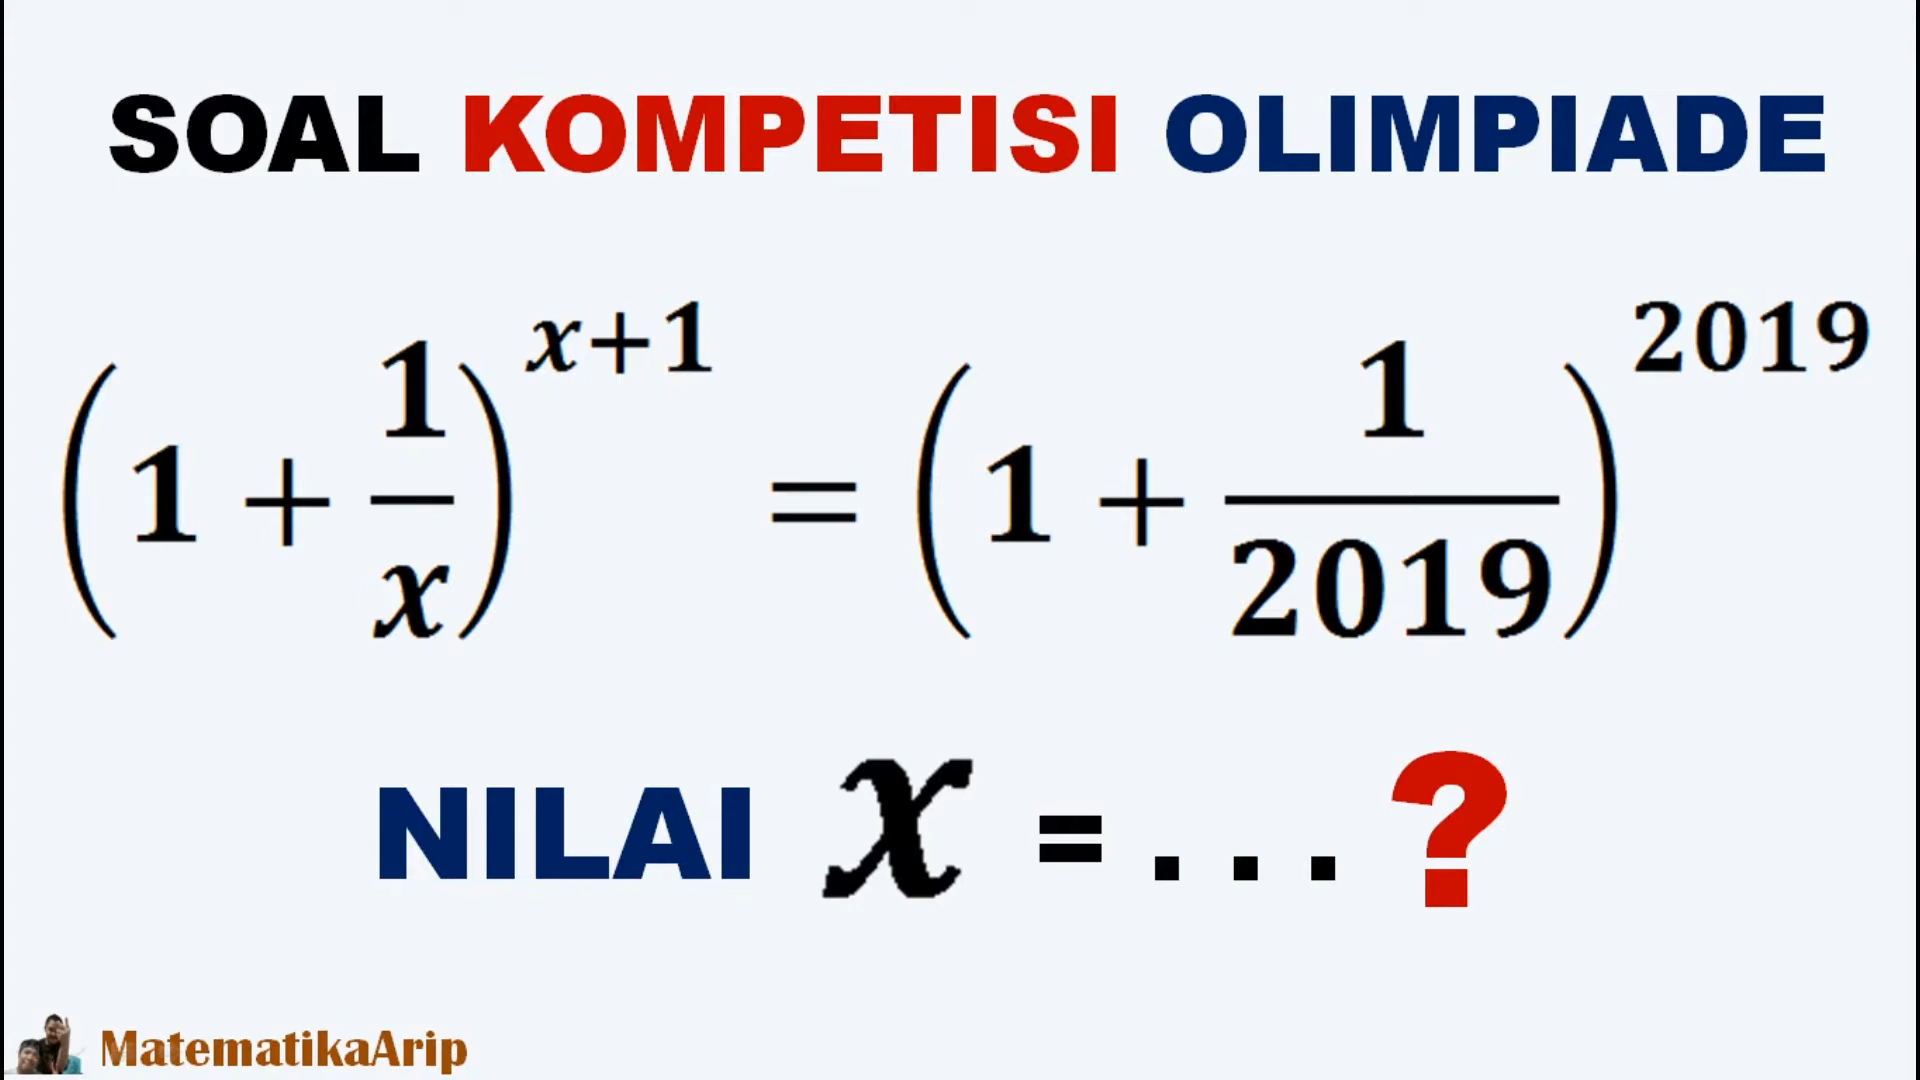 SOAL KOMPETISI OLIMPIADE
(1 + 1/x)^(x+1) = (1 + 1/2019)^2019
NILAI x = . . . ?
MatematikaArip